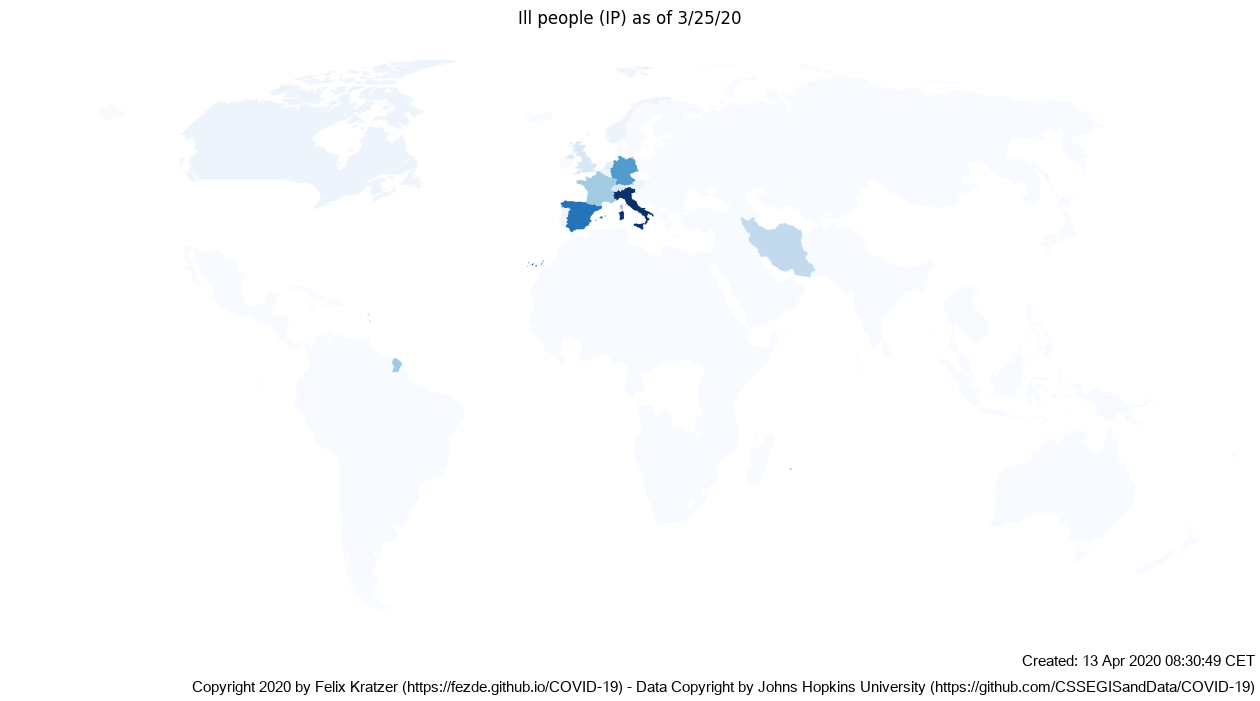 Ill people (IP) as of 3/25/20
Created: 13 Apr 2020 08:30:49 CET
Copyright 2020 by Felix Kratzer (https://fezde.github.io/COVID-19) - Data Copyright by Johns Hopkins University (https://github.com/CSSEGISandData/COVID-19)